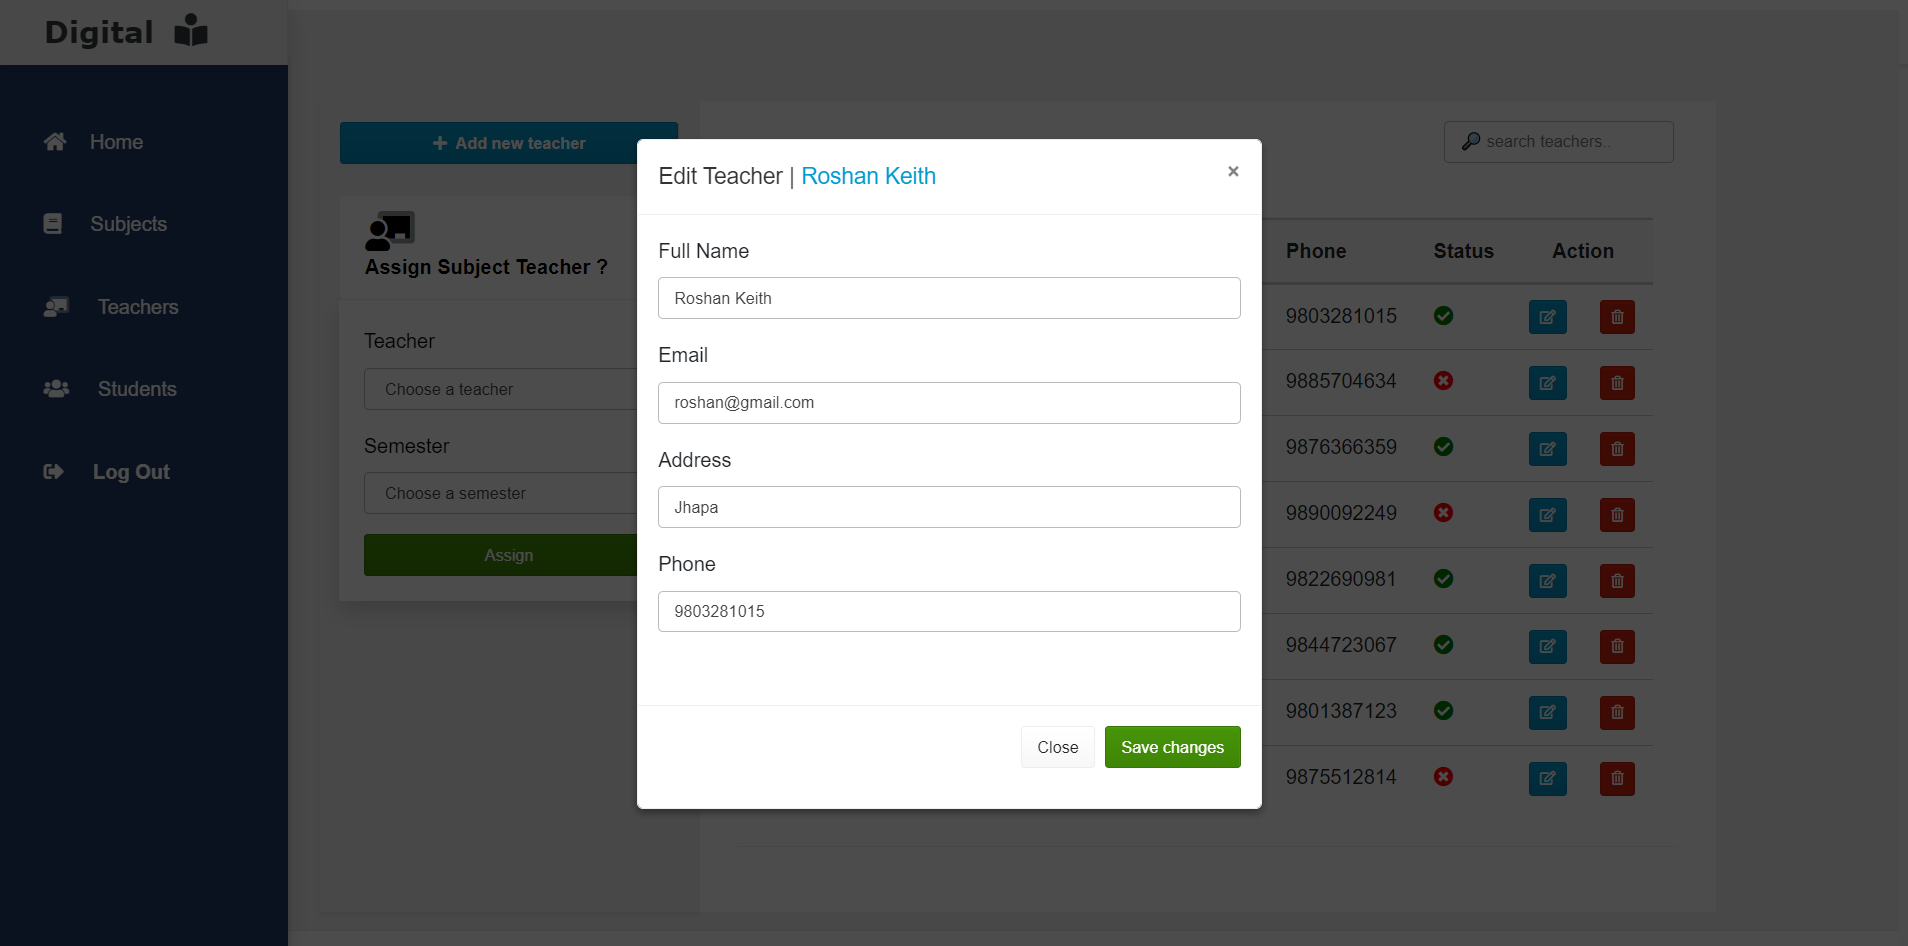 Digital
Home
Subjects
Teachers
Students
Log Out
Add new teacher
Assign Subject Teacher ?
Teacher
Choose a teacher
Semester
Choose a semester
Assign
Edit Teacher | Roshan Keith
×
Full Name
Roshan Keith
Email
roshan@gmail.com
Address
Jhapa
Phone
9803281015
Close
Save changes
search teachers..
Phone Status Action
9803281015
9885704634
9876366359
9890092249
9822690981
9844723067
9801387123
9875512814